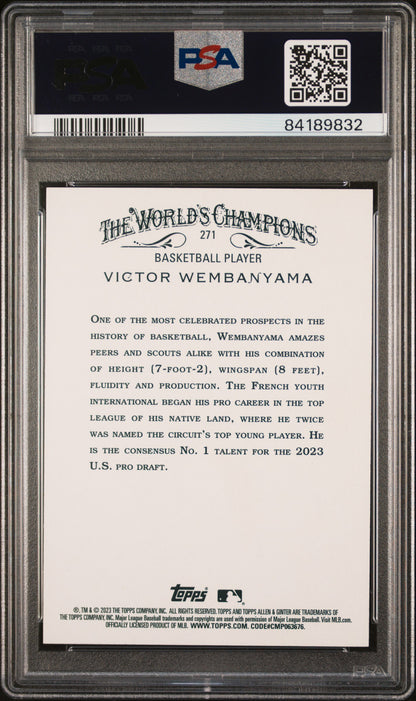 PSA
PSA
84189832
THE WORLD'S CHAMPIONS
271
BASKETBALL PLAYER
VICTOR WEMBANYAMA
ONE OF THE MOST CELEBRATED PROSPECTS IN THE
HISTORY OF BASKETBALL, WEMBANYAMA AMAZES
PEERS AND SCOUTS ALIKE WITH HIS COMBINATION
OF HEIGHT (7-FOOT-2), WINGSPAN (8 FEET),
FLUIDITY AND PRODUCTION. THE FRENCH YOUTH
INTERNATIONAL BEGAN HIS PRO CAREER IN THE TOP
LEAGUE OF HIS NATIVE LAND, WHERE HE TWICE
WAS NAMED THE CIRCUIT'S TOP YOUNG PLAYER. HE
IS THE CONSENSUS NO. 1 TALENT FOR THE 2023
U.S. PRO DRAFT.
Topps
®, TM & © 2023 THE TOPPS COMPANY, INC. ALL RIGHTS RESERVED. TOPPS AND TOPPS ALLEN & GINTER ARE TRADEMARKS OF
THE TOPPS COMPANY, INC. Major League Baseball trademarks and copyrights are used with permission of Major League Baseball. Visit MLB.com.
OFFICIALLY LICENSED PRODUCT OF MLB. WWW.TOPPS.COM. CODE#CMP063676.
PSA